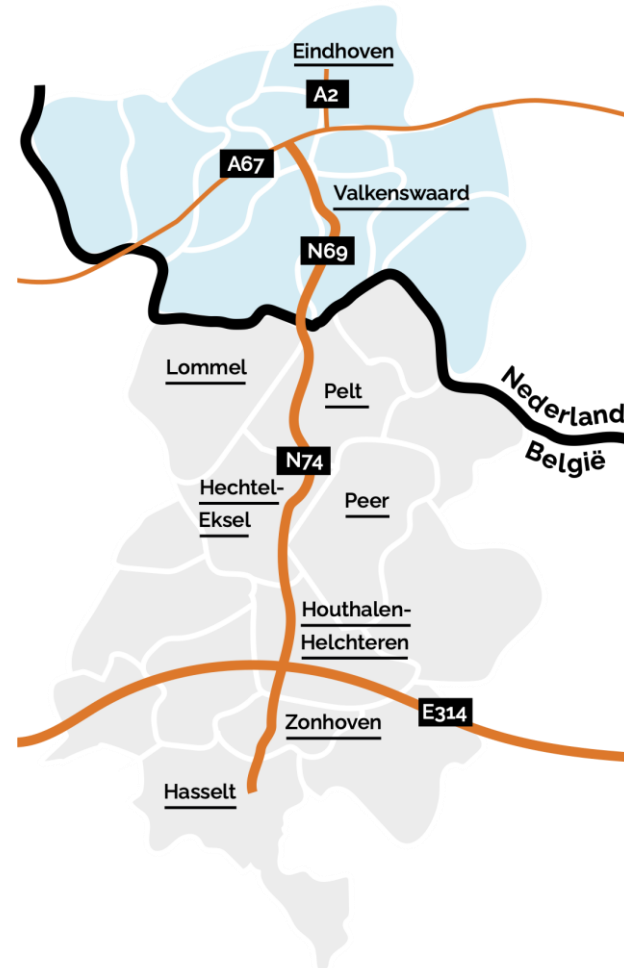 Eindhoven
A2
A67
Valkenswaard
N69
Lommel
Pelt
Nederland
België
N74
Hechtel-
Eksel
Peer
Houthalen-
Helchteren
E314
Zonhoven
Hasselt